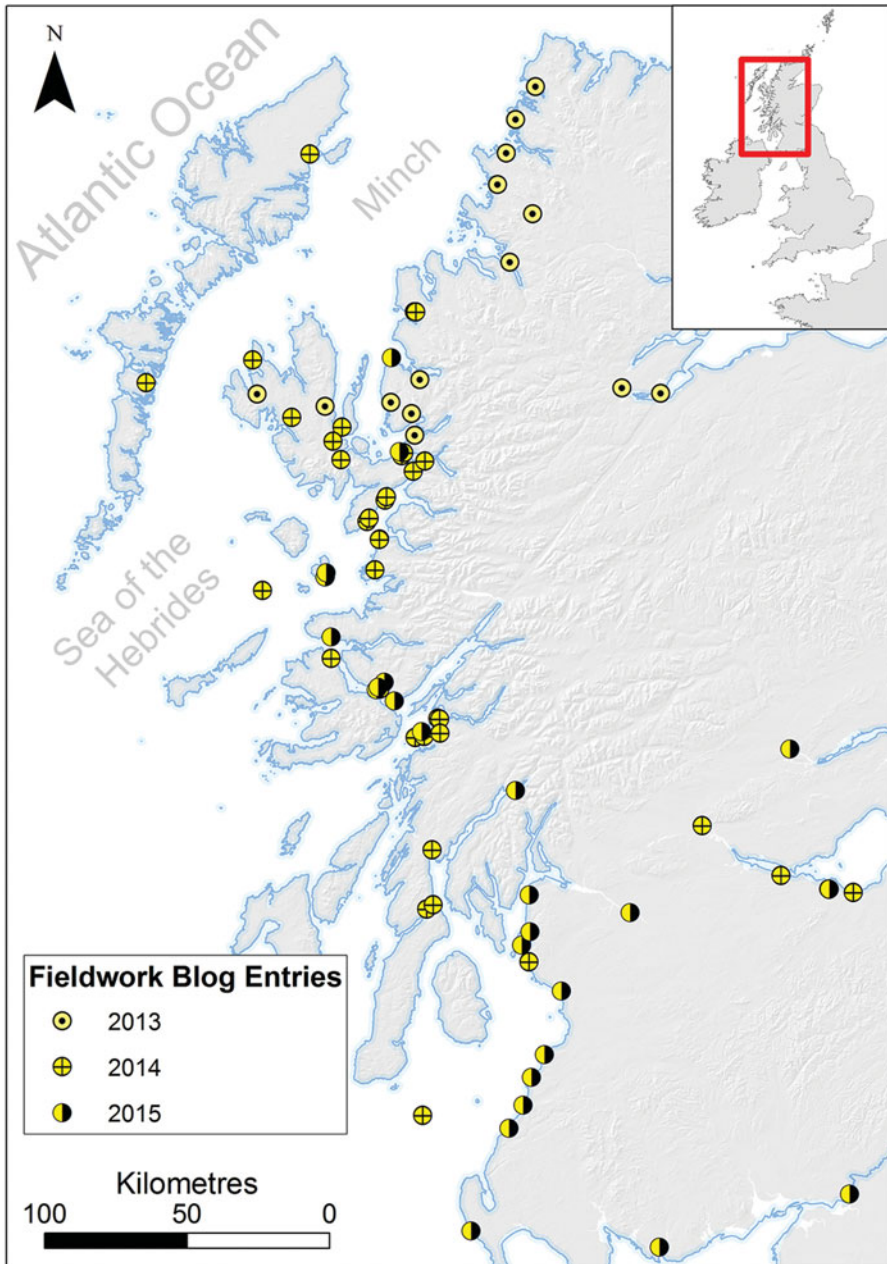 N
Atlantic Ocean
Minch
Sea of the
Hebrides
Fieldwork Blog Entries
2013
2014
2015
Kilometres
100 50 0